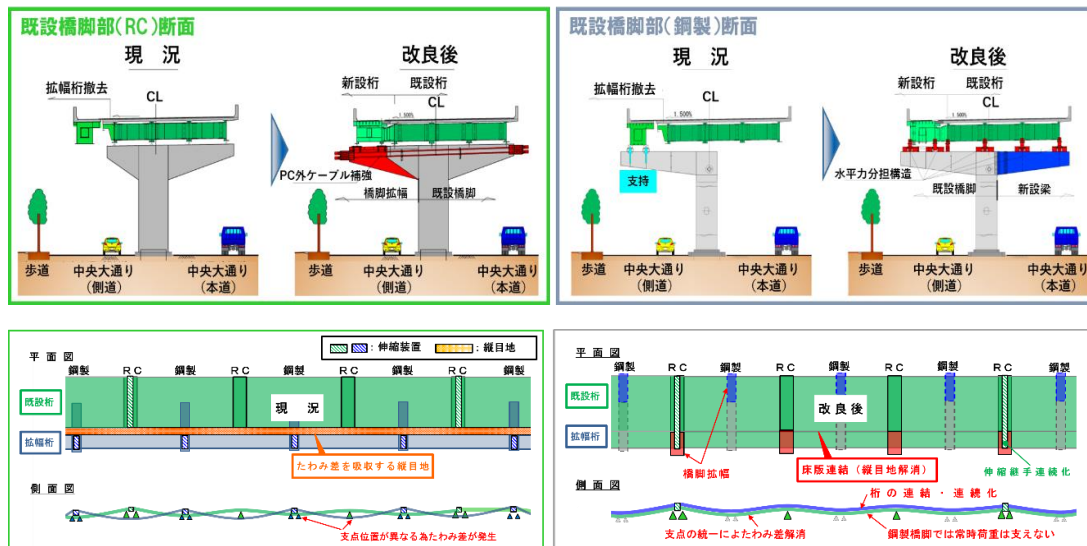 既設橋脚部(RC)断面
現 況
拡幅桁撤去
CL
歩道
中央大通り
(側道)
中央大通り
(本道)
改良後
新設桁
既設桁
CL
1.500%
PC外ケーブル補強
橋脚拡幅
既設橋脚
歩道
中央大通り
(側道)
中央大通り
(本道)
既設橋脚部(鋼製)断面
現 況
拡幅桁撤去
CL
1.500%
支持
歩道
中央大通り
(側道)
中央大通り
(本道)
改良後
新設桁
既設桁
CL
1.500%
水平力分担構造
既設橋脚
新設梁
歩道
中央大通り
(側道)
中央大通り
(本道)
:伸縮装置
:縦目地
平 面 図
鋼製
RC
鋼製
RC
鋼製
RC
鋼製
RC
鋼製
既設桁
現 況
拡幅桁
たわみ差を吸収する縦目地
側 面 図
支点位置が異なる為たわみ差が発生
平 面 図
鋼製
RC
鋼製
RC
鋼製
RC
鋼製
RC
鋼製
既設桁
改良後
拡幅桁
橋脚拡幅
床版連結(縦目地解消)
伸縮継手連続化
側 面 図
桁の連結・連続化
支点の統一によたわみ差解消
鋼製橋脚では常時荷重は支えない